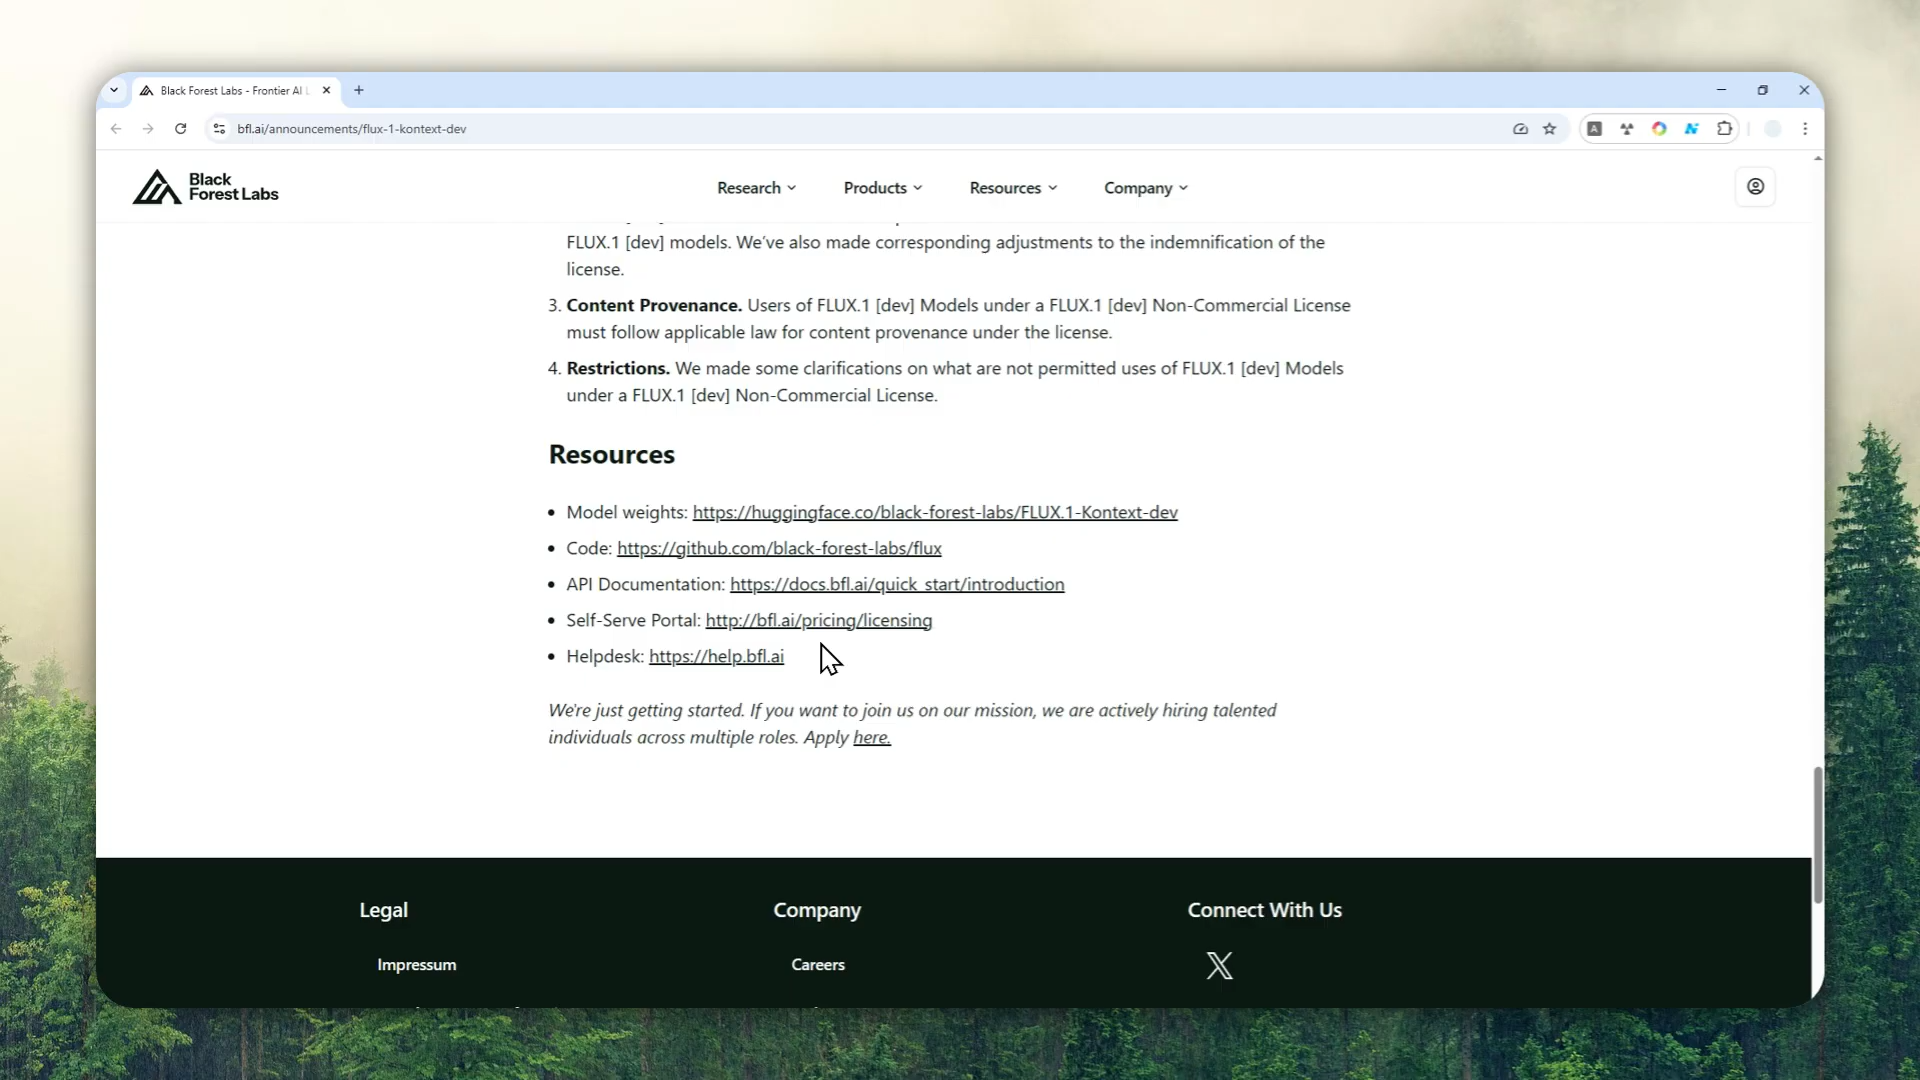 Black Forest Labs - Frontier AI L
bfl.ai/announcements/flux-1-kontext-dev
A
N
Black
Forest Labs
Research
Products
Resources
Company
FLUX.1 [dev] models. We've also made corresponding adjustments to the indemnification of the
license.
3. Content Provenance. Users of FLUX.1 [dev] Models under a FLUX.1 [dev] Non-Commercial License
must follow applicable law for content provenance under the license.
4. Restrictions. We made some clarifications on what are not permitted uses of FLUX.1 [dev] Models
under a FLUX.1 [dev] Non-Commercial License.
Resources
• Model weights: https://huggingface.co/black-forest-labs/FLUX.1-Kontext-dev
• Code: https://github.com/black-forest-labs/flux
• API Documentation: https://docs.bfl.ai/quick_start/introduction
• Self-Serve Portal: http://bfl.ai/pricing/licensing
• Helpdesk: https://help.bfl.ai
We're just getting started. If you want to join us on our mission, we are actively hiring talented
individuals across multiple roles. Apply here.
Legal
Company
Connect With Us
Impressum
Careers
X